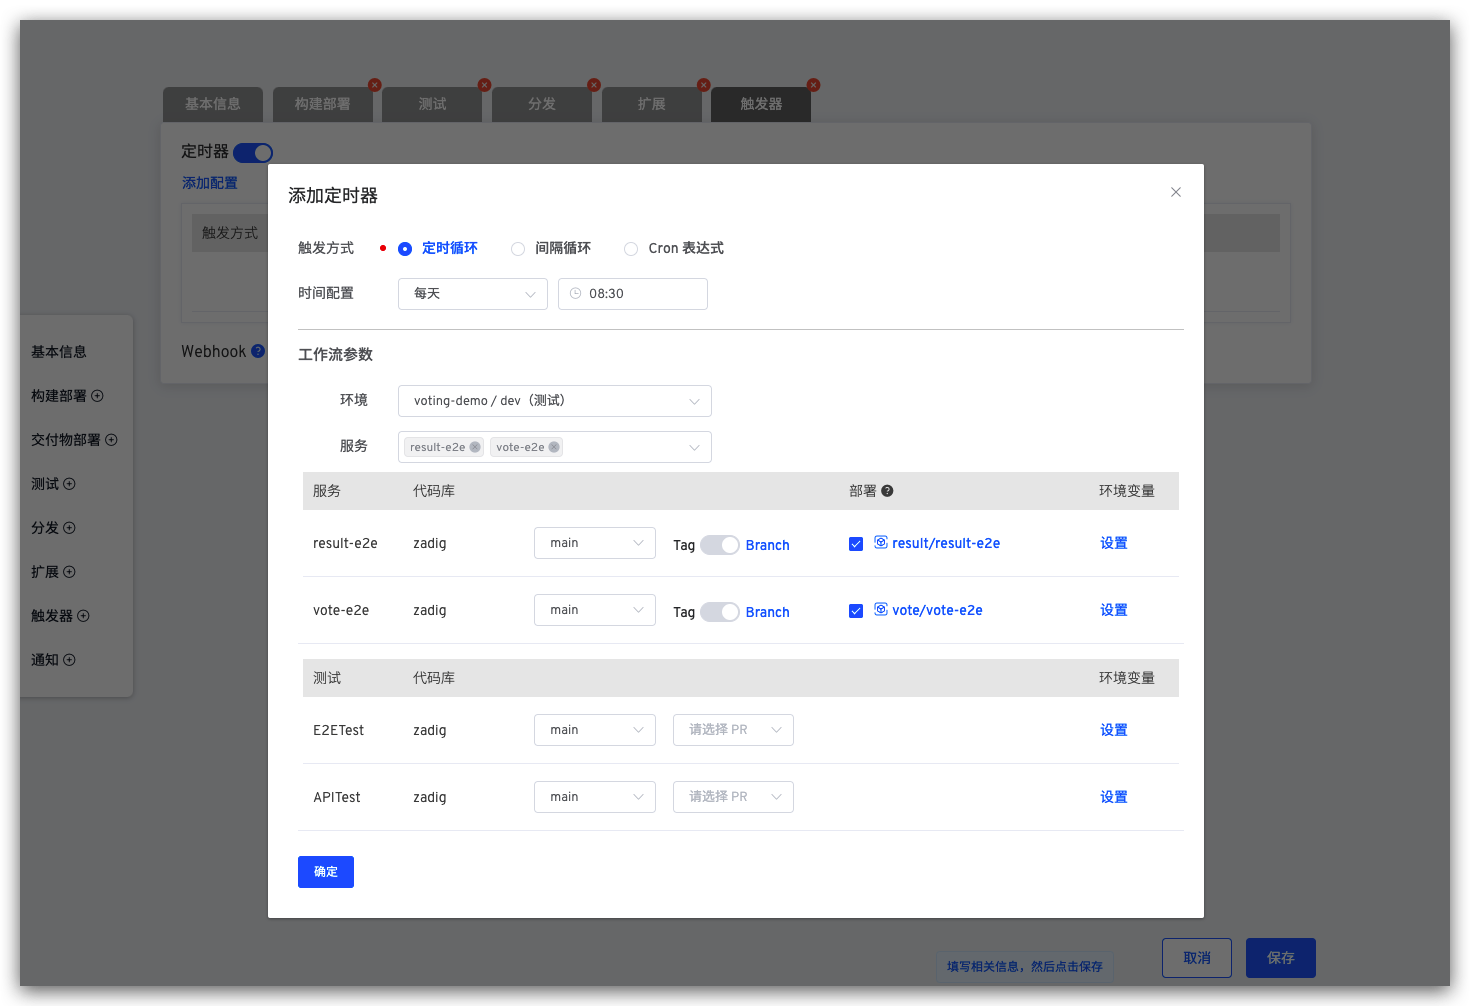 基本信息 构建部署 测试 分发 扩展 触发器
定时器
添加配置
触发方式
Webhook
基本信息
构建部署
交付物部署
测试
分发
扩展
触发器
通知
添加定时器
触发方式 定时循环 间隔循环 Cron 表达式
时间配置 每天 08:30
工作流参数
环境 voting-demo / dev（测试）
服务 result-e2e vote-e2e
服务 代码库 部署 环境变量
result-e2e zadig main Tag Branch result/result-e2e 设置
vote-e2e zadig main Tag Branch vote/vote-e2e 设置
测试 代码库 环境变量
E2ETest zadig main 请选择 PR 设置
APITest zadig main 请选择 PR 设置
确定
填写相关信息，然后点击保存 取消 保存